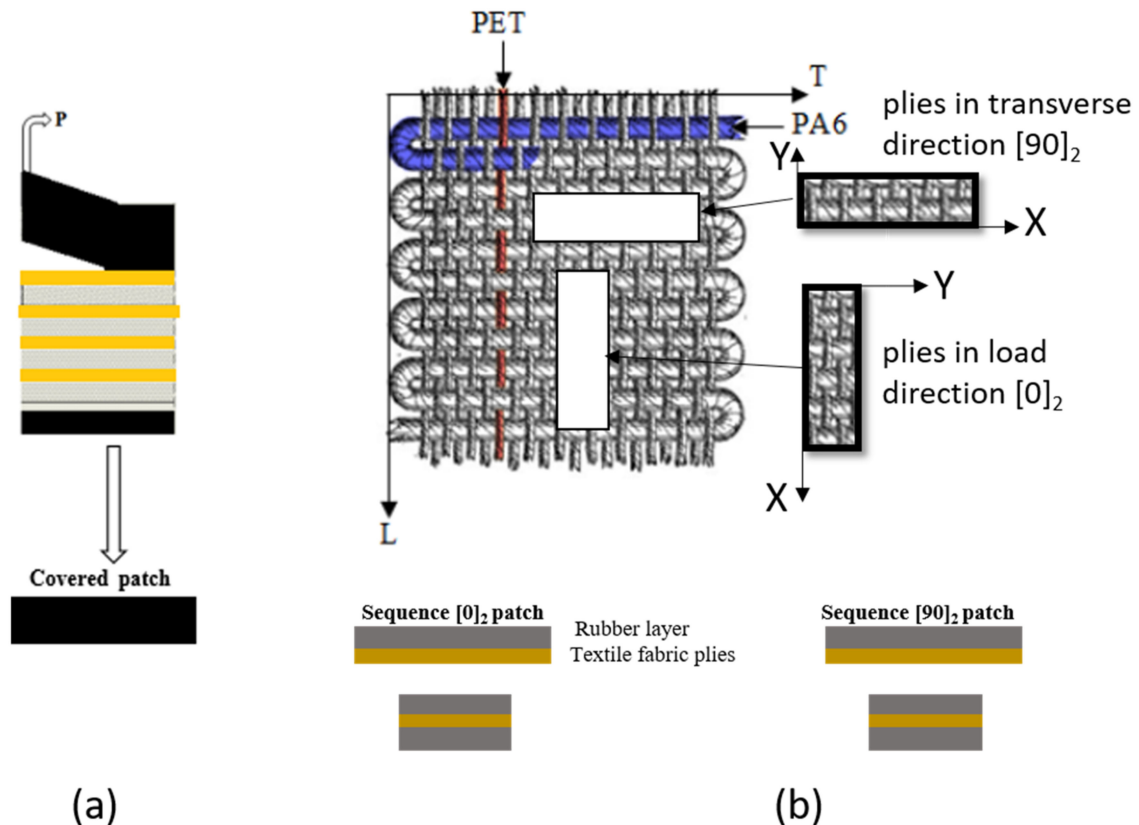 PET
T
P
PA6
plies in transverse
direction [90]₂
Y
X
Y
plies in load
direction [0]₂
X
L
Covered patch
Sequence [0]₂ patch
Rubber layer
Textile fabric plies
Sequence [90]₂ patch
(a)
(b)